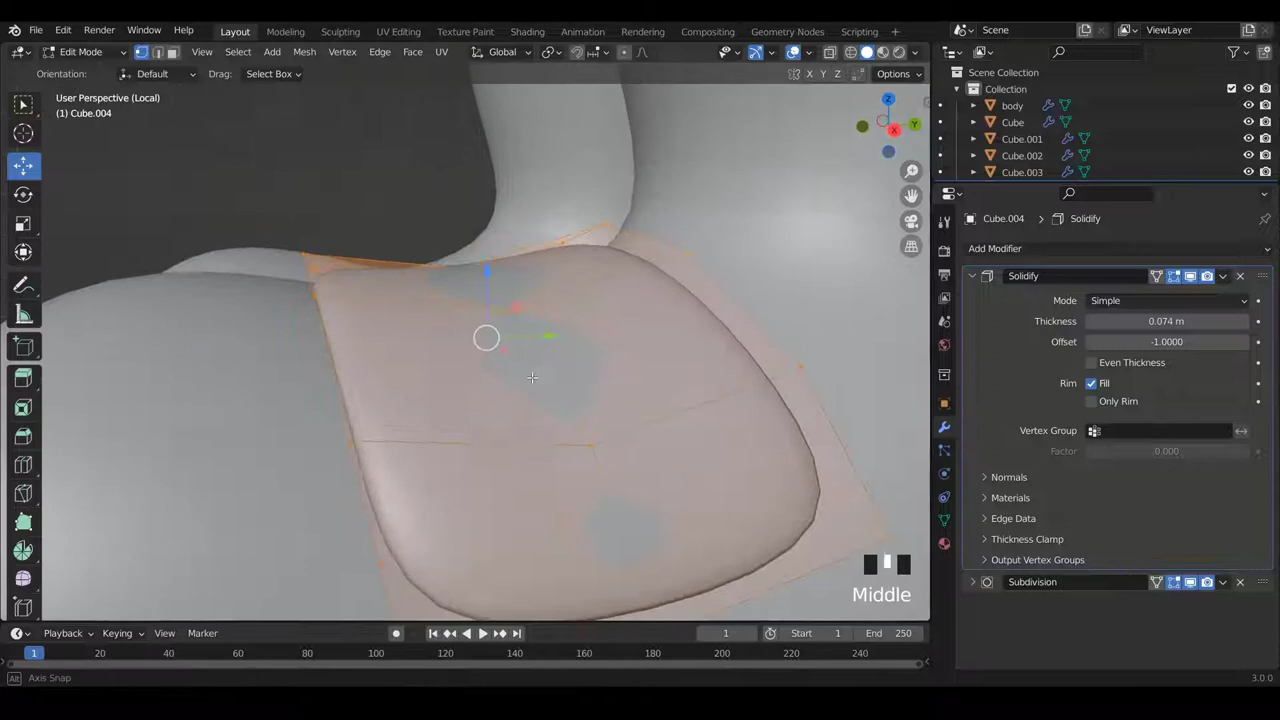 File Edit Render Window Help Layout Modeling Sculpting UV Editing Texture Paint Shading Animation Rendering Compositing Geometry Nodes Scripting + Scene ViewLayer
Edit Mode View Select Add Mesh Vertex Edge Face UV Global
Orientation: Default Drag: Select Box X Y Z Options
User Perspective (Local)
(1) Cube.004
Z
Y
X
Scene Collection
Collection
body
Cube
Cube.001
Cube.002
Cube.003
Cube.004 Solidify
Add Modifier
Solidify
Mode Simple
Thickness 0.074 m
Offset -1.0000
Even Thickness
Rim Fill
Only Rim
Vertex Group
Factor 0.000
Normals
Materials
Edge Data
Thickness Clamp
Output Vertex Groups
Subdivision
Middle
Playback Keying View Marker 1 Start 1 End 250
0 20 40 60 80 100 120 140 160 180 200 220 240
Alt Axis Snap 3.0.0